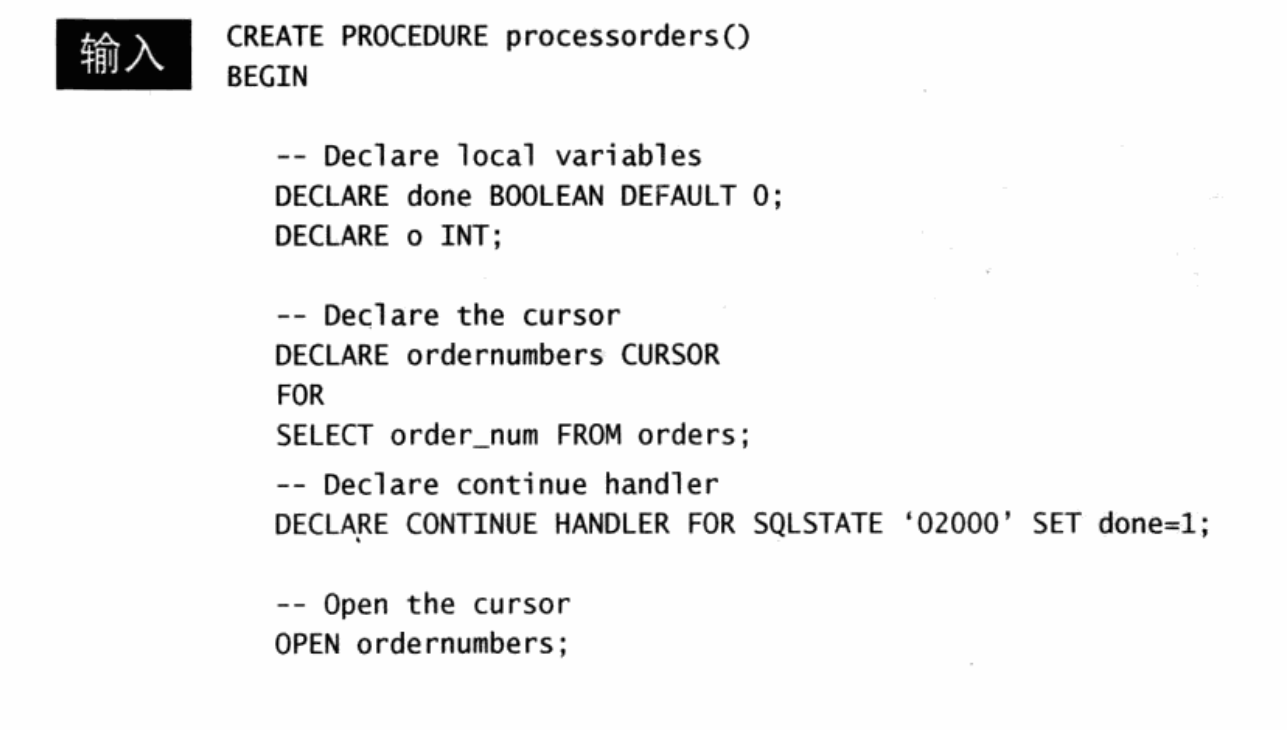 输入
CREATE PROCEDURE processorders()
BEGIN
-- Declare local variables
DECLARE done BOOLEAN DEFAULT 0;
DECLARE o INT;
-- Declare the cursor
DECLARE ordernumbers CURSOR
FOR
SELECT order_num FROM orders;
-- Declare continue handler
DECLARE CONTINUE HANDLER FOR SQLSTATE ‘02000’ SET done=1;
-- Open the cursor
OPEN ordernumbers;